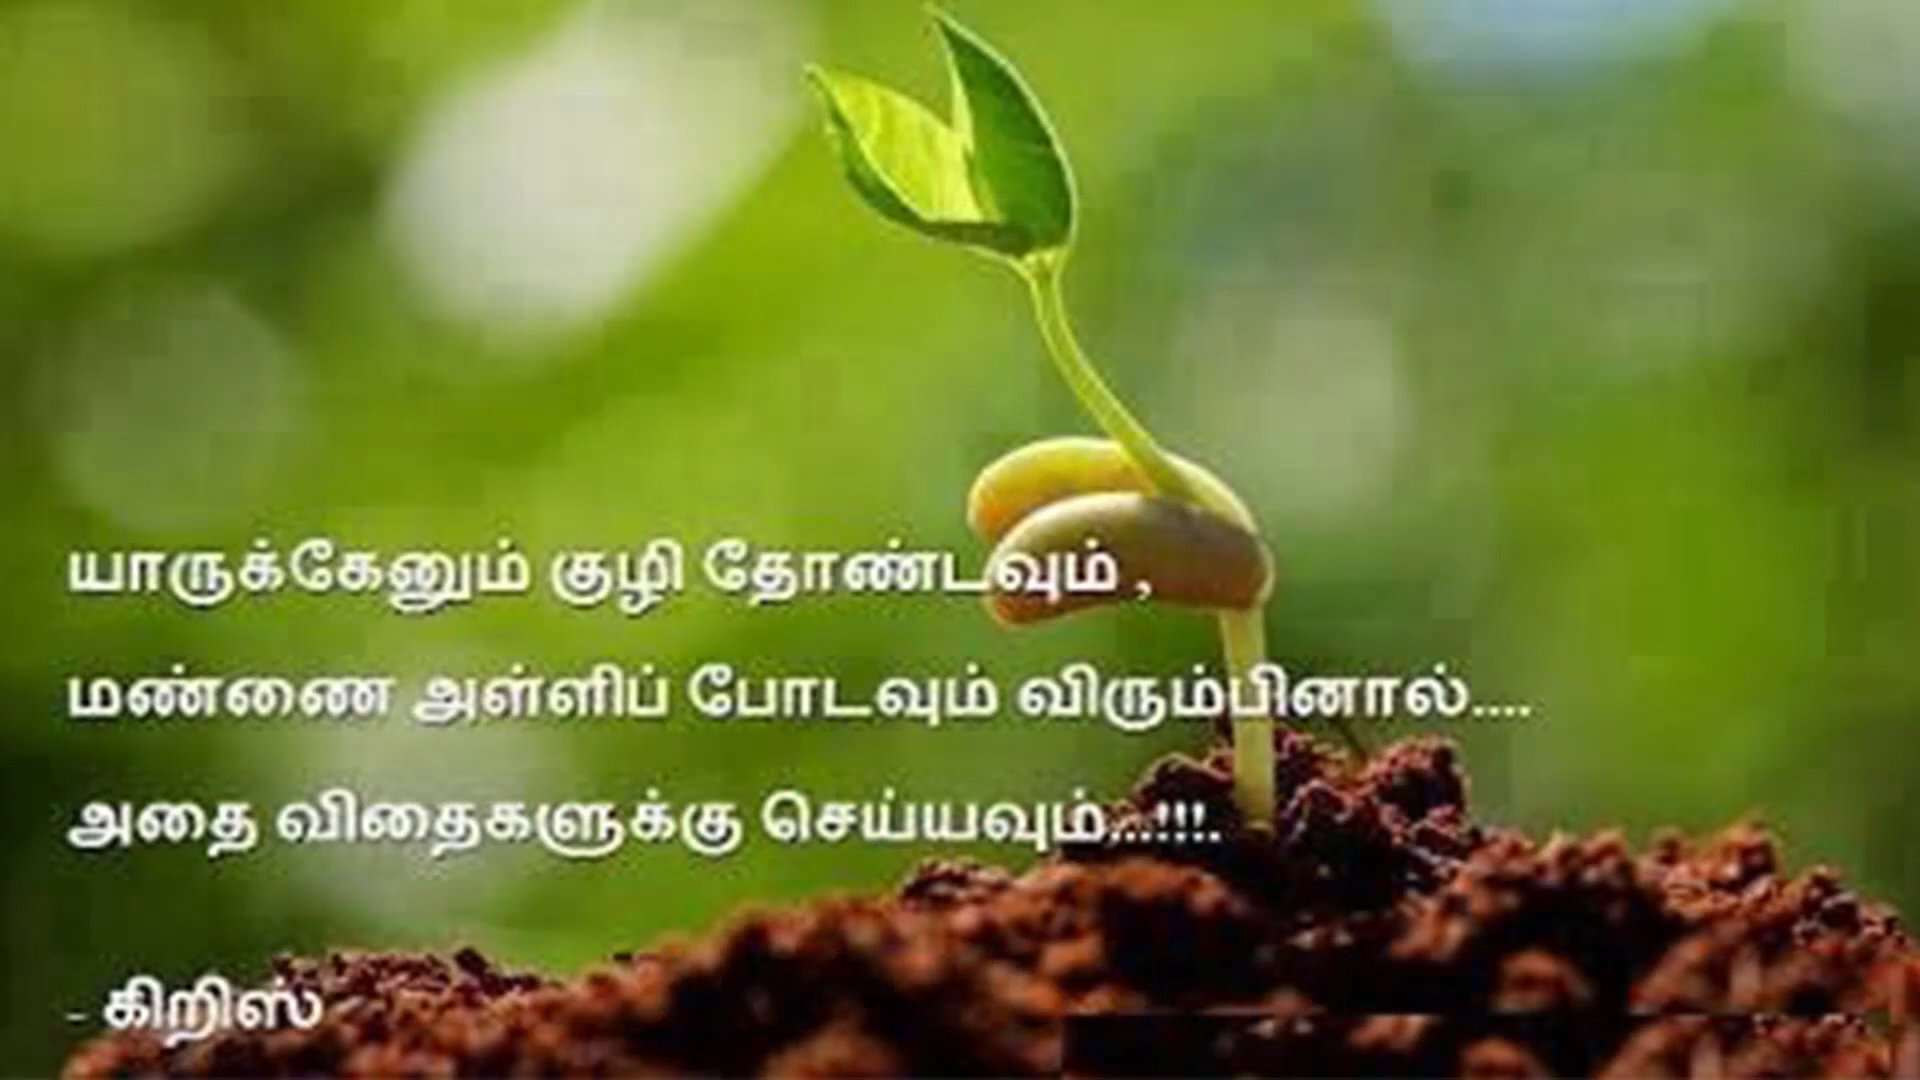 யாருக்கேனும் குழி தோண்டவும் ,
மண்ணை அள்ளிப் போடவும் விரும்பினால்....
அதை விதைகளுக்கு செய்யவும்...!!!.
- கிறிஸ்